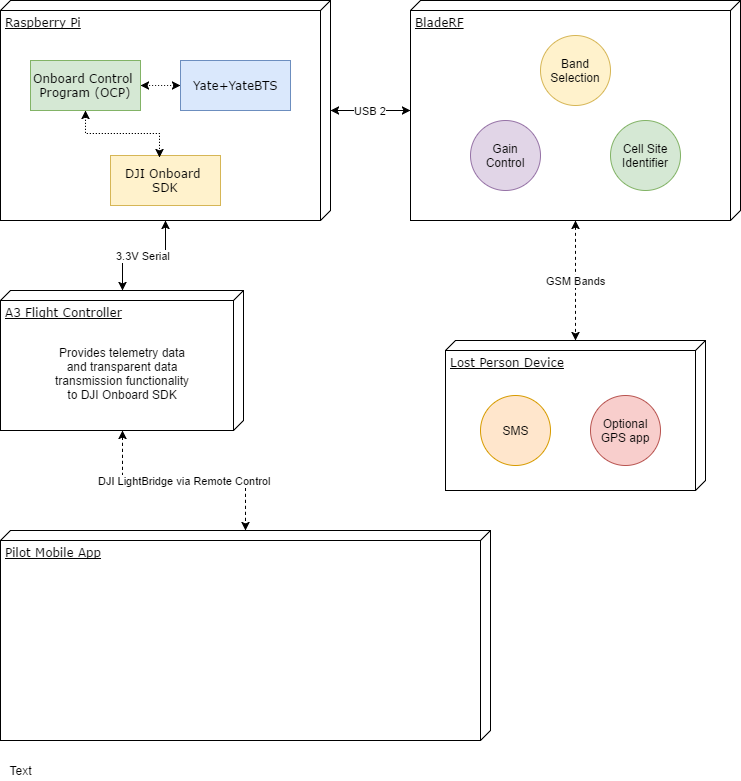 Raspberry Pi
BladeRF
Onboard Control
Program (OCP)
Yate+YateBTS
DJI Onboard
SDK
USB 2
Band
Selection
Gain
Control
Cell Site
Identifier
3.3V Serial
GSM Bands
A3 Flight Controller
Provides telemetry data
and transparent data
transmission functionality
to DJI Onboard SDK
Lost Person Device
SMS
Optional
GPS app
DJI LightBridge via Remote Control
Pilot Mobile App
Text